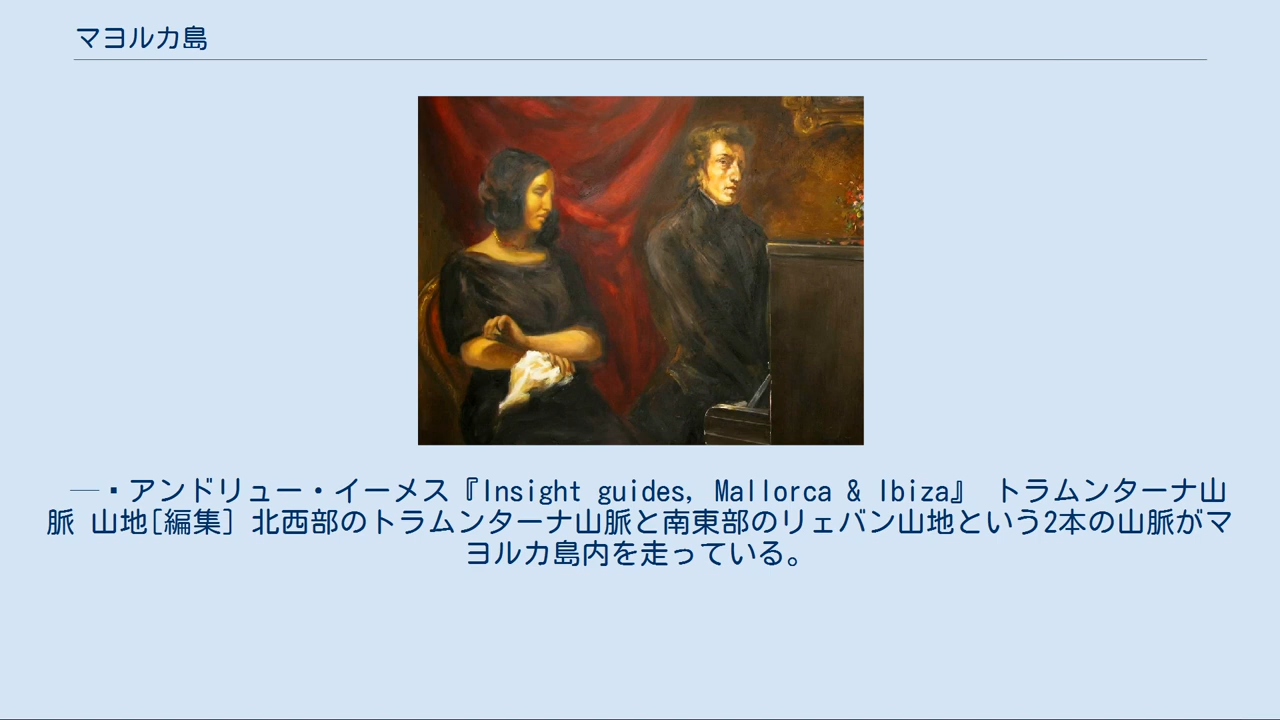 マヨルカ島
―▪アンドリュー・イーメス『Insight guides, Mallorca & Ibiza』 トラムンターナ山
脈 山地[編集] 北西部のトラムンターナ山脈と南東部のリェバン山地という2本の山脈がマ
ヨルカ島内を走っている。